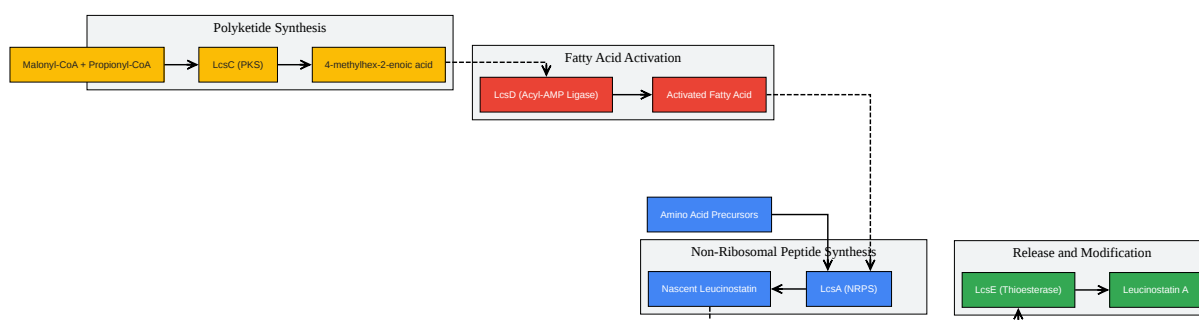 Polyketide Synthesis
Malonyl-CoA + Propionyl-CoA
LcsC (PKS)
4-methylhex-2-enoic acid
Fatty Acid Activation
LcsD (Acyl-AMP Ligase)
Activated Fatty Acid
Amino Acid Precursors
Non-Ribosomal Peptide Synthesis
Nascent Leucinostatin
LcsA (NRPS)
Release and Modification
LcsE (Thioesterase)
Leucinostatin A